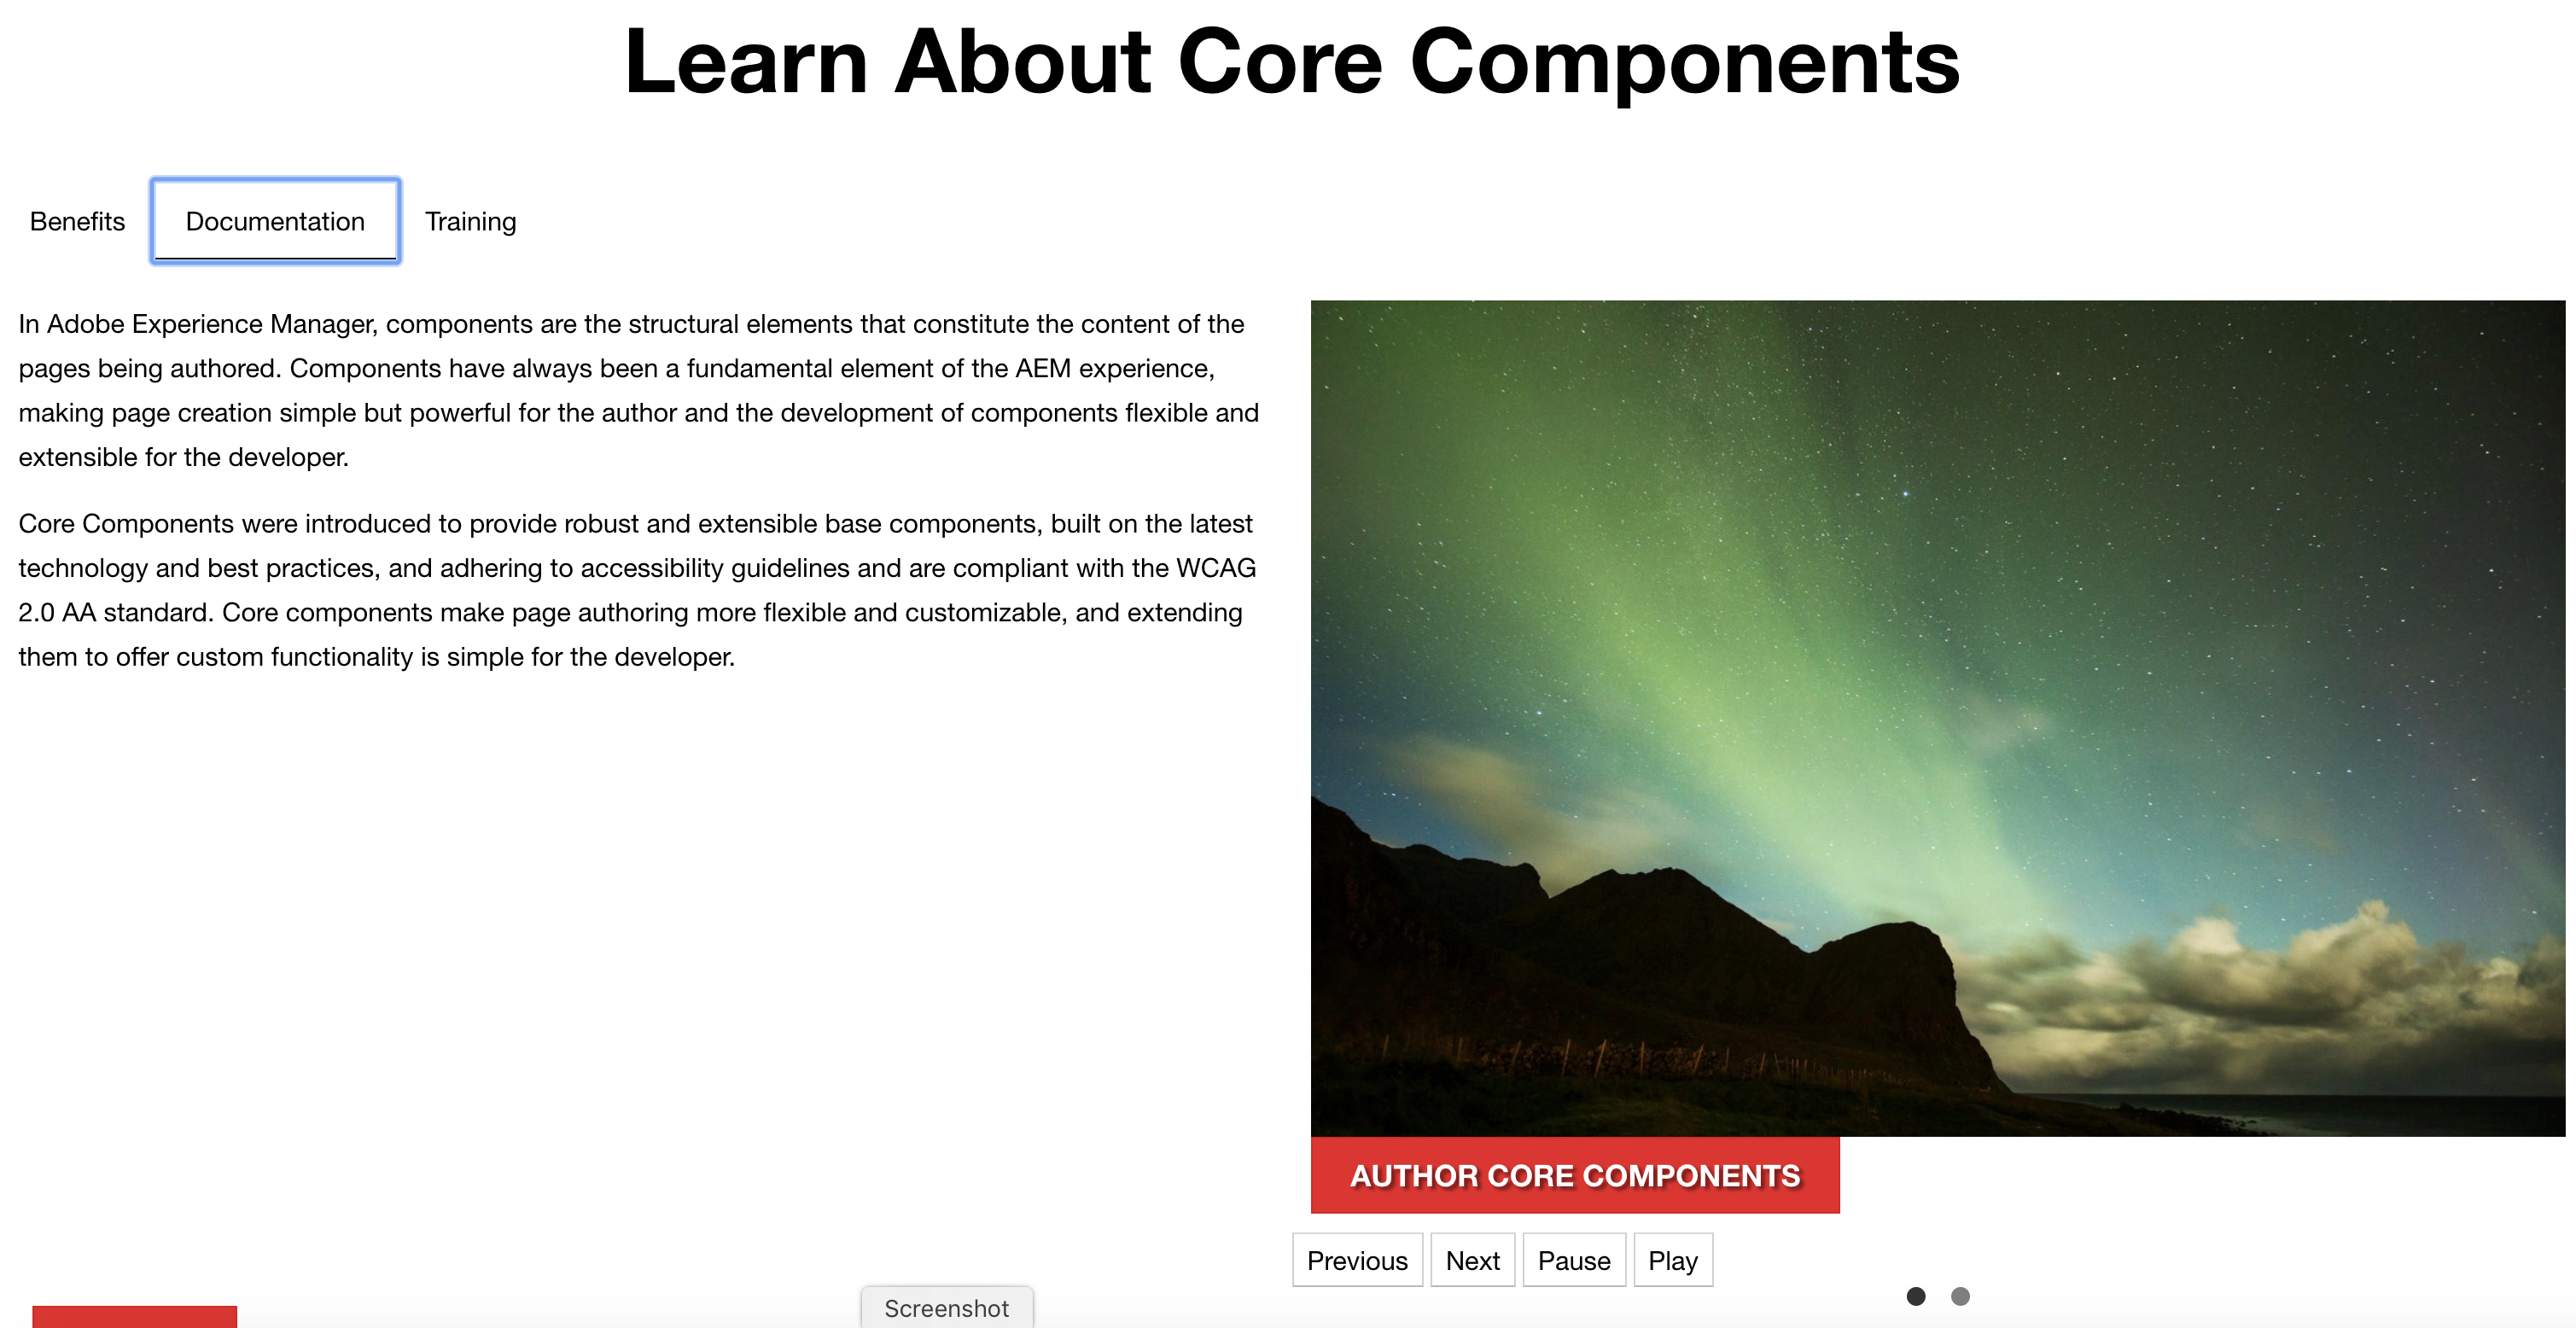 Learn About Core Components
Benefits
Documentation
Training
In Adobe Experience Manager, components are the structural elements that constitute the content of the
pages being authored. Components have always been a fundamental element of the AEM experience,
making page creation simple but powerful for the author and the development of components flexible and
extensible for the developer.
Core Components were introduced to provide robust and extensible base components, built on the latest
technology and best practices, and adhering to accessibility guidelines and are compliant with the WCAG
2.0 AA standard. Core components make page authoring more flexible and customizable, and extending
them to offer custom functionality is simple for the developer.
AUTHOR CORE COMPONENTS
Previous
Next
Pause
Play
Screenshot